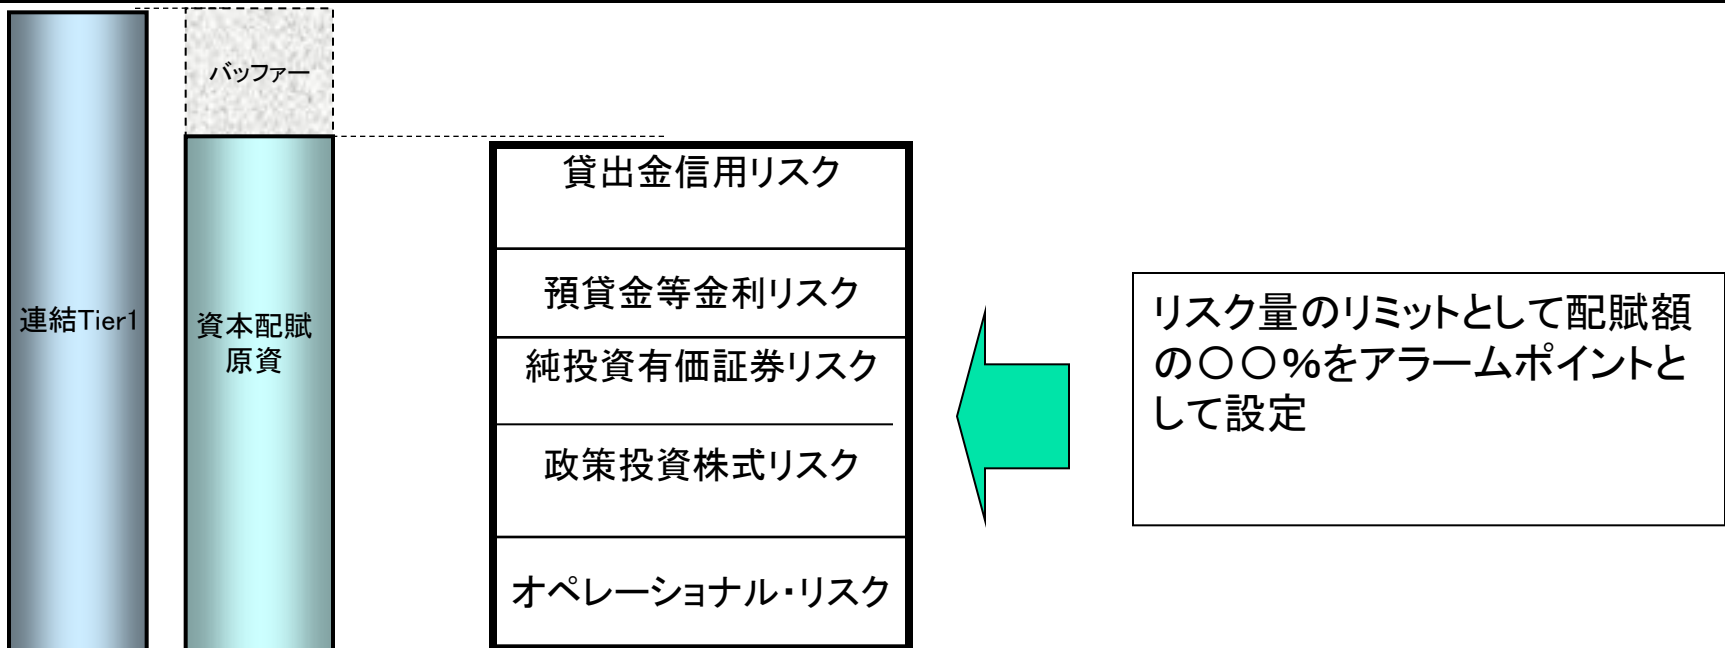 バッファー
連結Tier1
資本配賦
原資
貸出金信用リスク
預貸金等金利リスク
純投資有価証券リスク
政策投資株式リスク
オペレーショナル・リスク
リスク量のリミットとして配賦額
の○○%をアラームポイントと
して設定